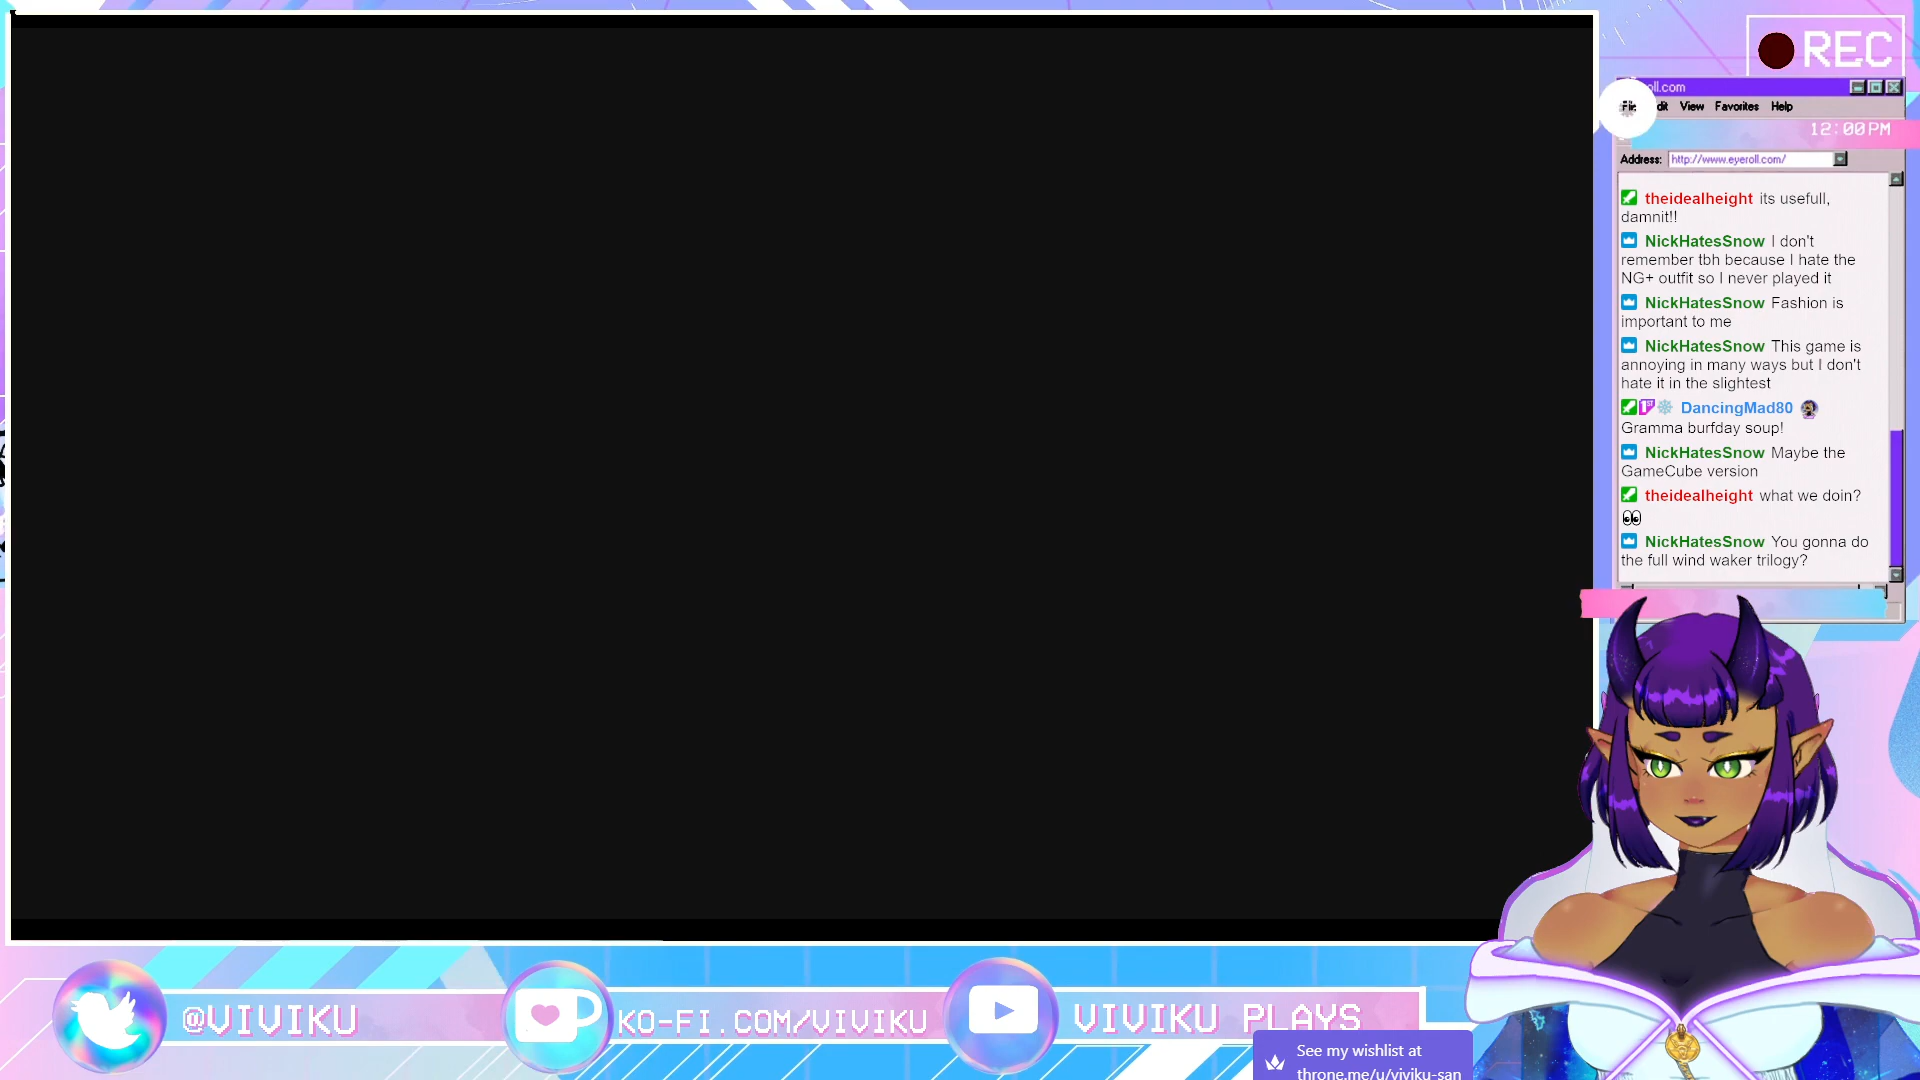 REC
oll.com
File
dit View Favorites Help
12:00PM
Address: http://www.eyeroll.com/
theidealheight its usefull,
damnit!!
NickHatesSnow I don't
remember tbh because I hate the
NG+ outfit so I never played it
NickHatesSnow Fashion is
important to me
NickHatesSnow This game is
annoying in many ways but I don't
hate it in the slightest
DancingMad80
Gramma burfday soup!
NickHatesSnow Maybe the
GameCube version
theidealheight what we doin?
NickHatesSnow You gonna do
the full wind waker trilogy?
@VIVIKU
KO-FI.COM/VIVIKU
VIVIKU PLAYS
See my wishlist at
throne.me/u/viviku-san